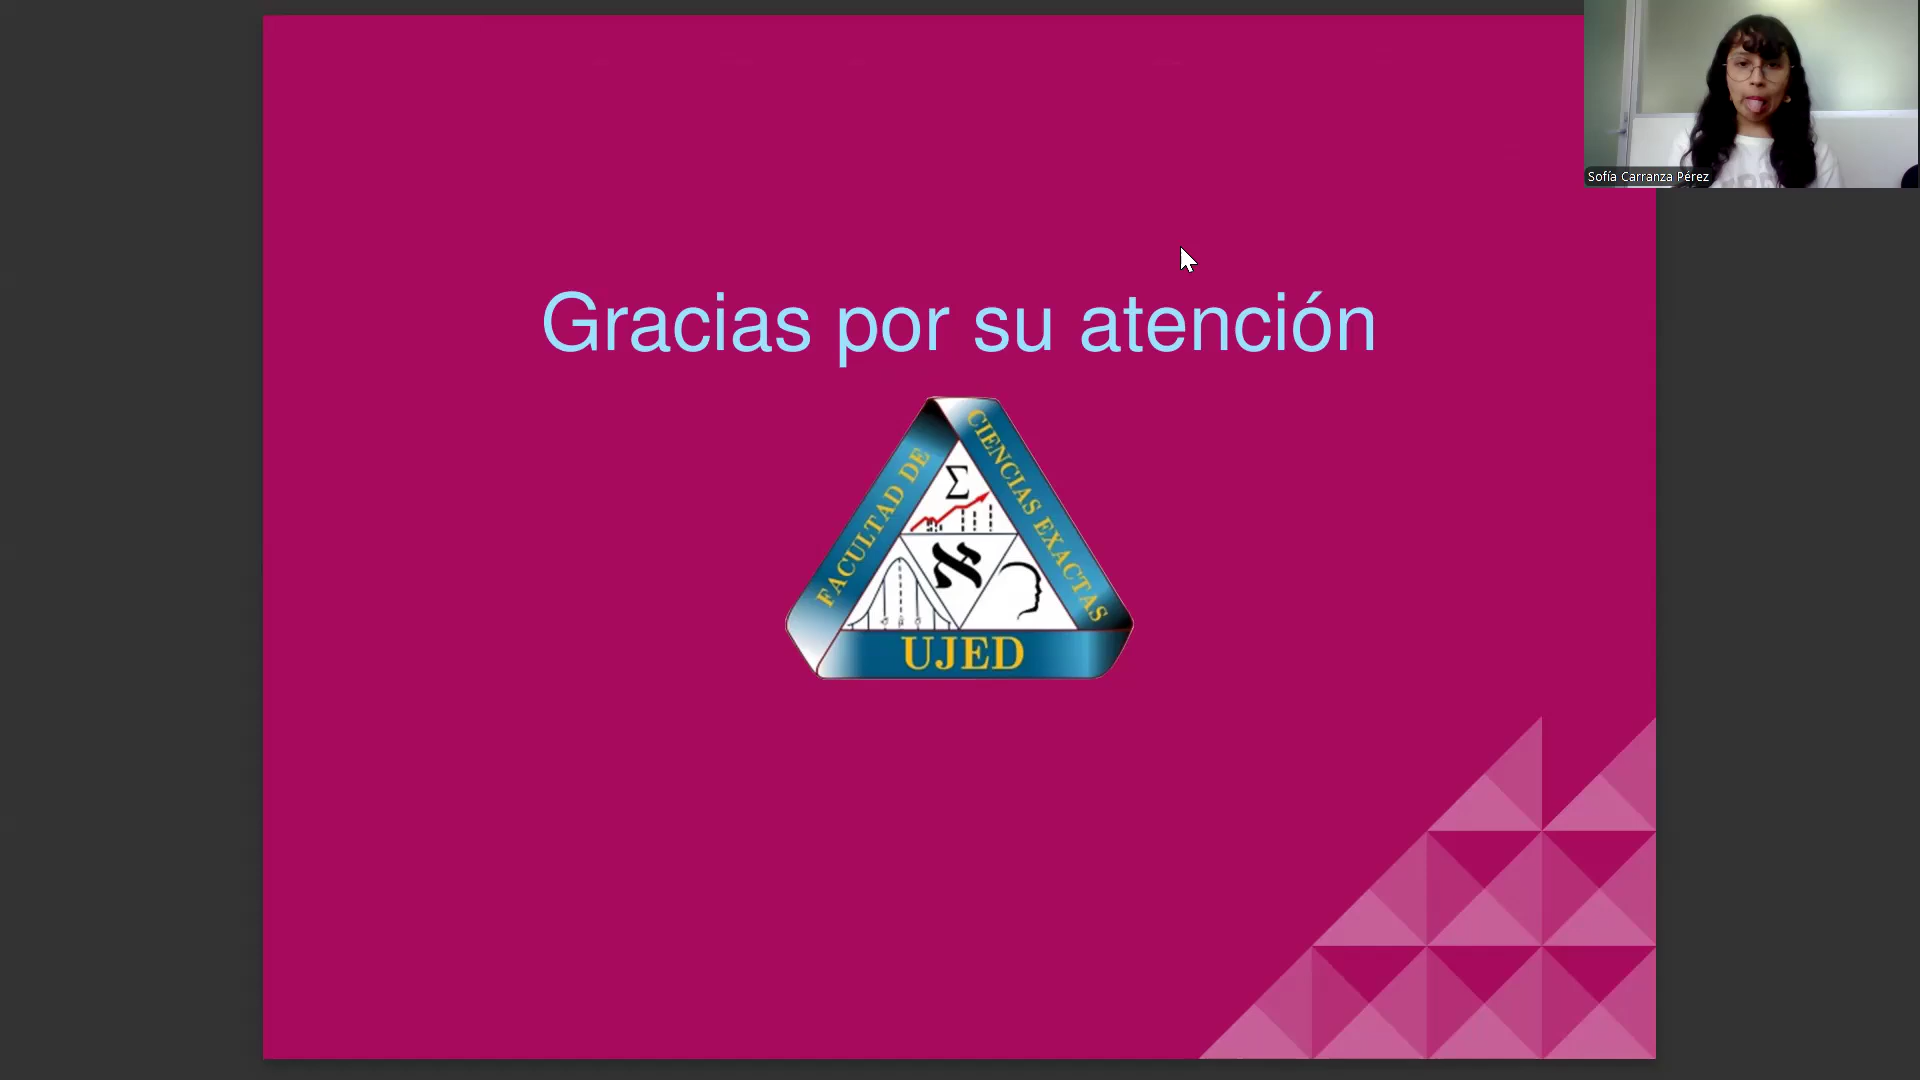 Sofía Carranza Pérez
Gracias por su atención
FACULTAD DE
CIENCIAS EXACTAS
Σ
א
UJED